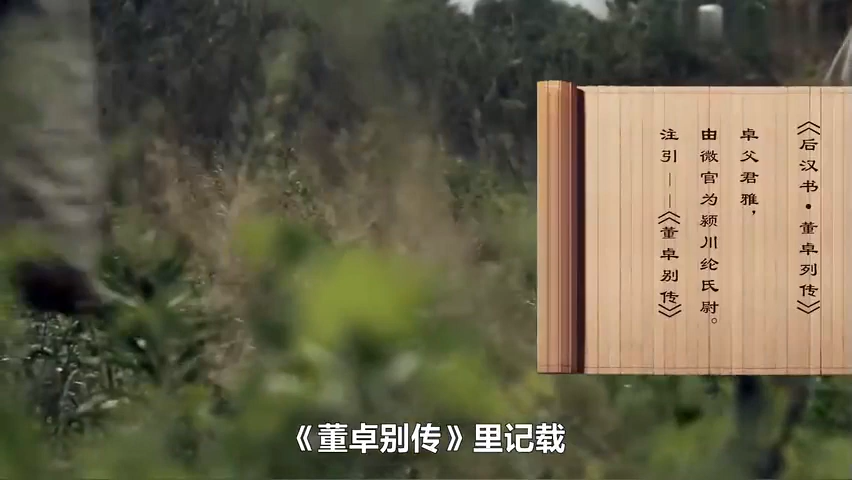 《后汉书·董卓列传》
卓父君雅，
由微官为颍川纶氏尉。
注引——《董卓别传》
《董卓别传》里记载